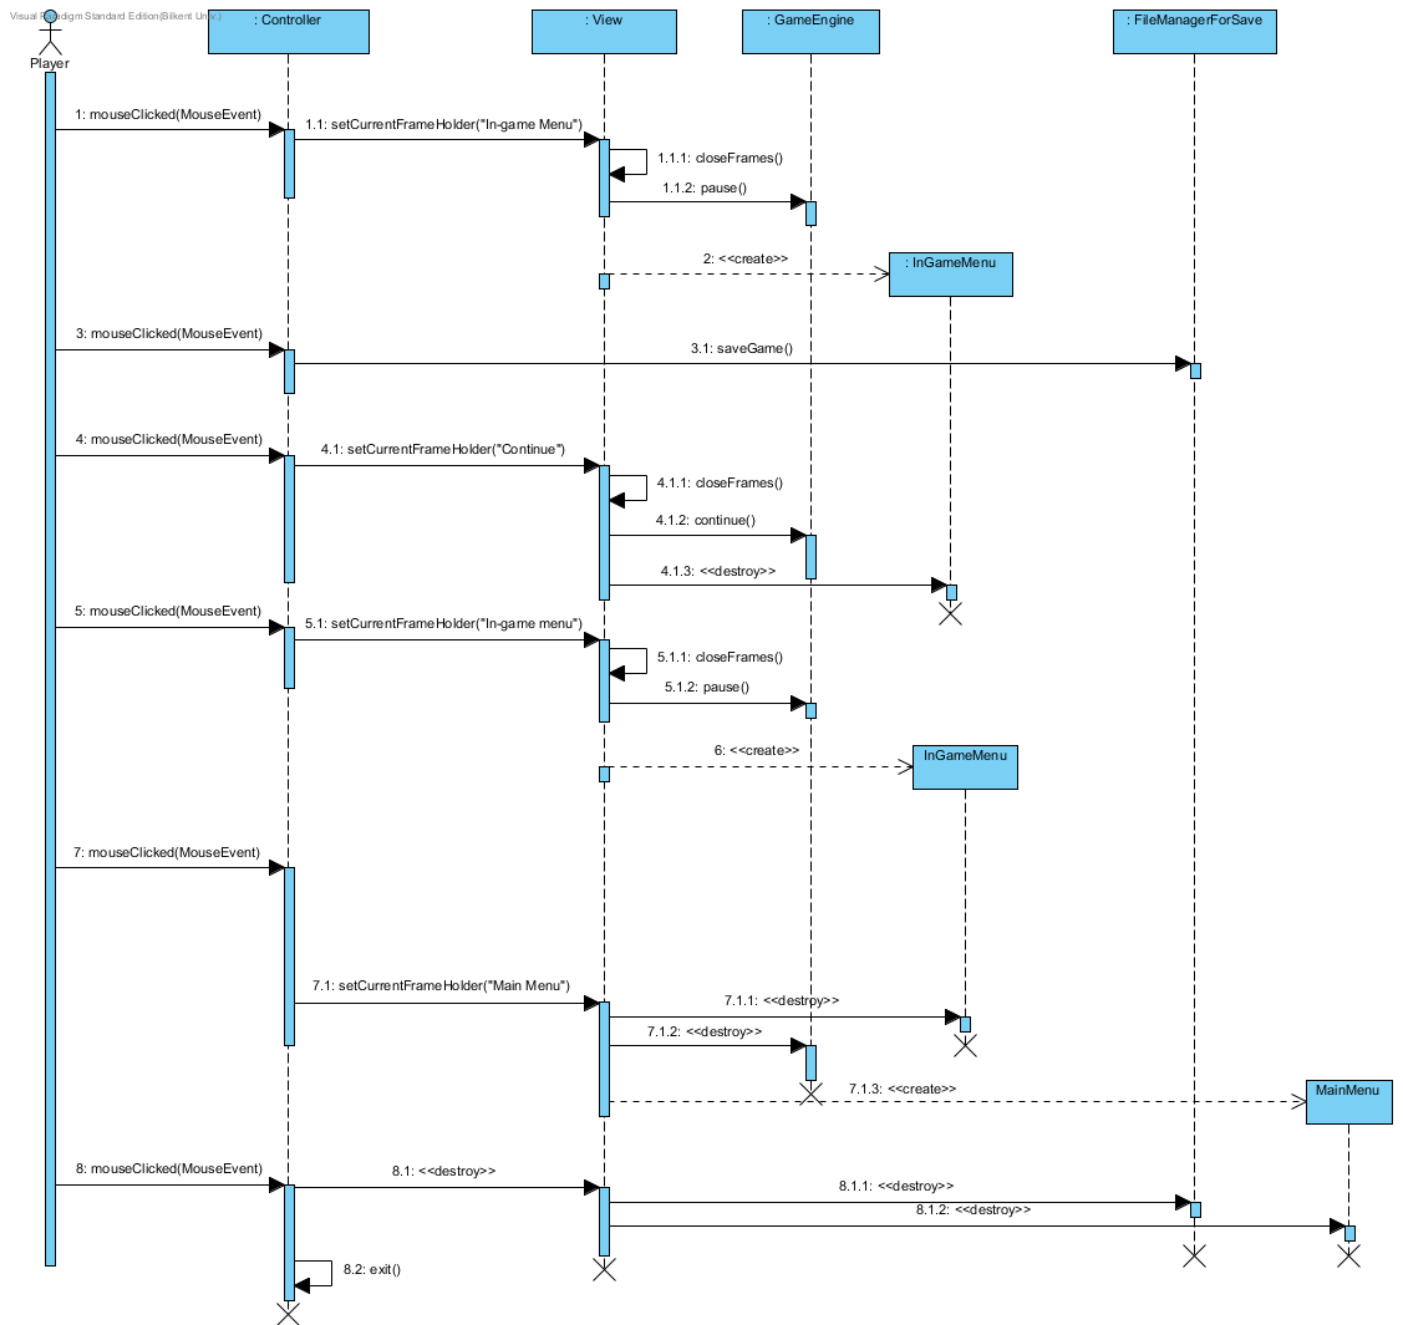 Visual Paradigm Standard Edition(Bilkent Univ.)
: Controller
: View
: GameEngine
: FileManagerForSave
Player
1: mouseClicked(MouseEvent)
1.1: setCurrentFrameHolder("In-game Menu")
1.1.1: closeFrames()
1.1.2: pause()
2: <<create>>
: InGameMenu
3: mouseClicked(MouseEvent)
3.1: saveGame()
4: mouseClicked(MouseEvent)
4.1: setCurrentFrameHolder("Continue")
4.1.1: closeFrames()
4.1.2: continue()
4.1.3: <<destroy>>
5: mouseClicked(MouseEvent)
5.1: setCurrentFrameHolder("In-game menu")
5.1.1: closeFrames()
5.1.2: pause()
6: <<create>>
InGameMenu
7: mouseClicked(MouseEvent)
7.1: setCurrentFrameHolder("Main Menu")
7.1.1: <<destroy>>
7.1.2: <<destroy>>
7.1.3: <<create>>
MainMenu
8: mouseClicked(MouseEvent)
8.1: <<destroy>>
8.1.1: <<destroy>>
8.1.2: <<destroy>>
8.2: exit()